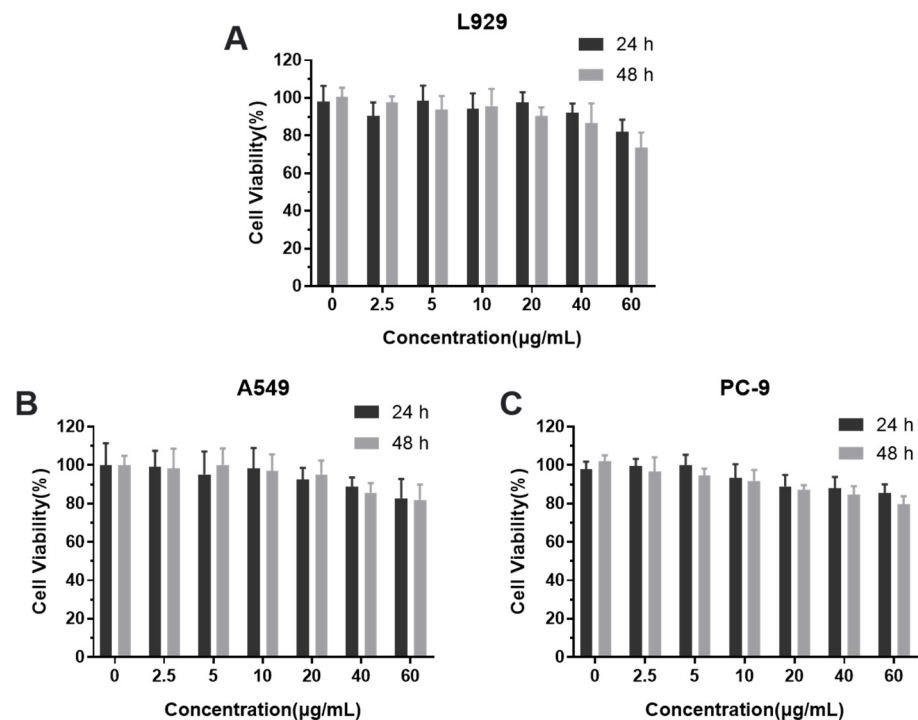 A
L929
24 h
48 h
Cell Viability(%)
120
100
80
60
40
20
0
0 2.5 5 10 20 40 60
Concentration(µg/mL)
B
A549
24 h
48 h
Cell Viability(%)
120
100
80
60
40
20
0
0 2.5 5 10 20 40 60
Concentration(µg/mL)
C
PC-9
24 h
48 h
Cell Viability(%)
120
100
80
60
40
20
0
0 2.5 5 10 20 40 60
Concentration(µg/mL)